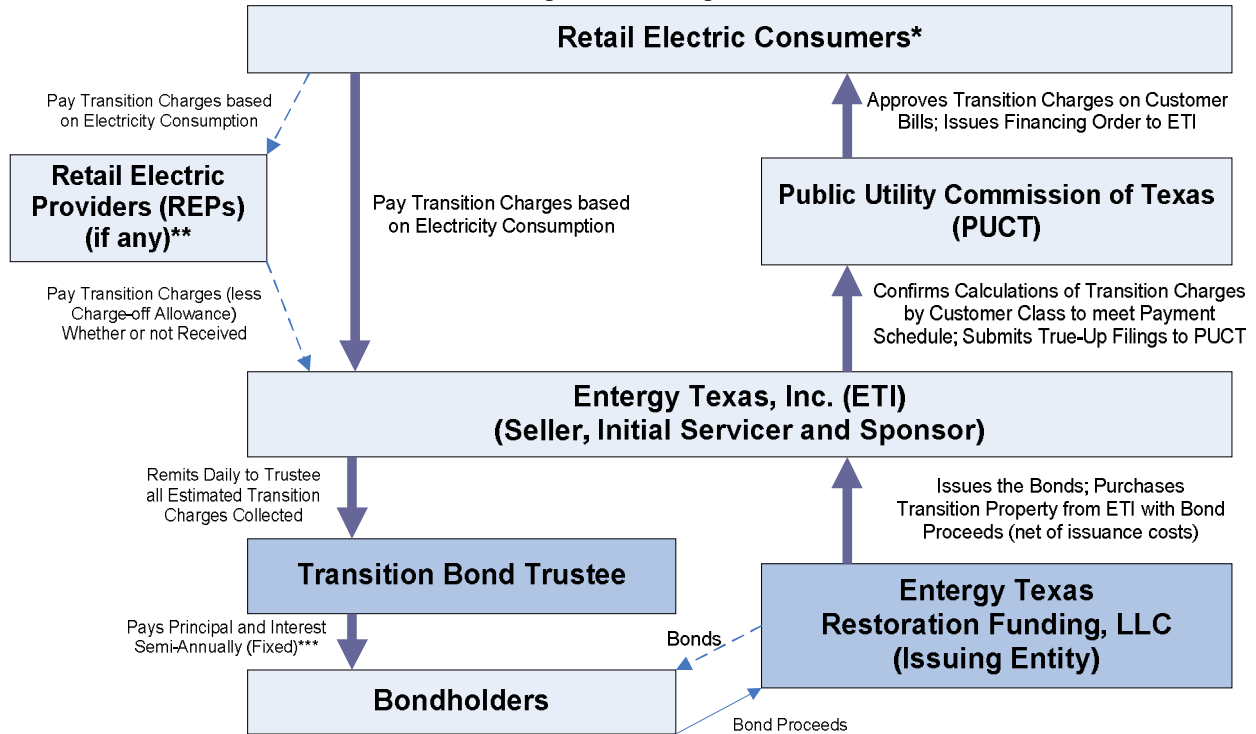 Retail Electric Consumers*
Pay Transition Charges based
on Electricity Consumption
Approves Transition Charges on Customer
Bills; Issues Financing Order to ETI
Retail Electric
Providers (REPs)
(if any)**
Pay Transition Charges based
on Electricity Consumption
Public Utility Commission of Texas
(PUCT)
Pay Transition Charges (less
Charge-off Allowance)
Whether or not Received
Confirms Calculations of Transition Charges
by Customer Class to meet Payment
Schedule; Submits True-Up Filings to PUCT
Entergy Texas, Inc. (ETI)
(Seller, Initial Servicer and Sponsor)
Remits Daily to Trustee
all Estimated Transition
Charges Collected
Issues the Bonds; Purchases
Transition Property from ETI with Bond
Proceeds (net of issuance costs)
Transition Bond Trustee
Entergy Texas
Restoration Funding, LLC
(Issuing Entity)
Pays Principal and Interest
Semi-Annually (Fixed)***
Bonds
Bondholders
Bond Proceeds